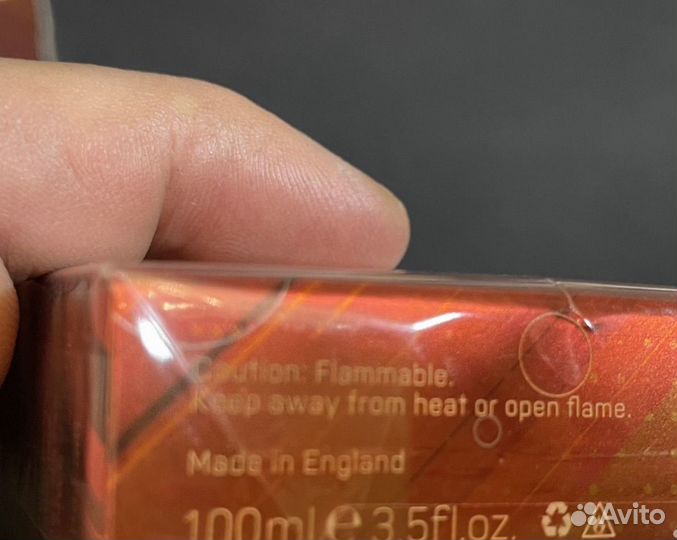 Caution: Flammable.
Keep away from heat or open flame.
Made in England
100ml e 3.5fl.oz.
Avito